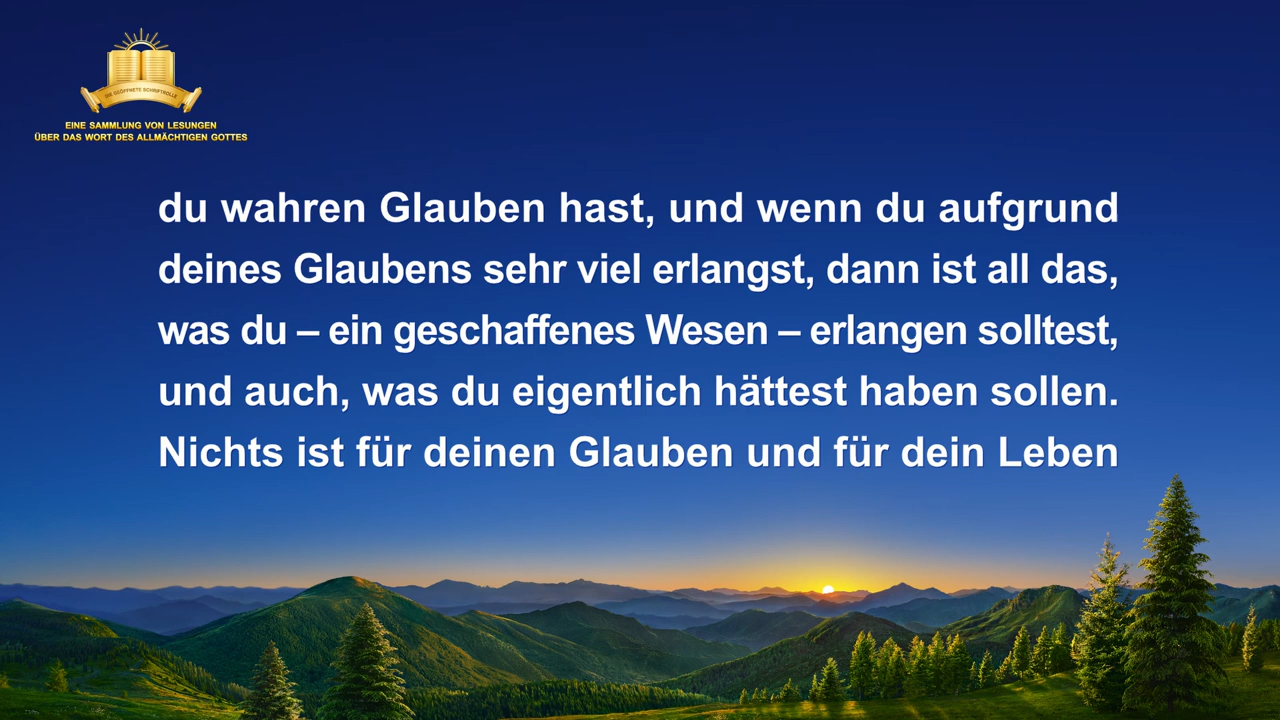 DIE GEÖFFNETE SCHRIFTROLLE
EINE SAMMLUNG VON LESUNGEN
ÜBER DAS WORT DES ALLMÄCHTIGEN GOTTES
du wahren Glauben hast, und wenn du aufgrund
deines Glaubens sehr viel erlangst, dann ist all das,
was du – ein geschaffenes Wesen – erlangen solltest,
und auch, was du eigentlich hättest haben sollen.
Nichts ist für deinen Glauben und für dein Leben